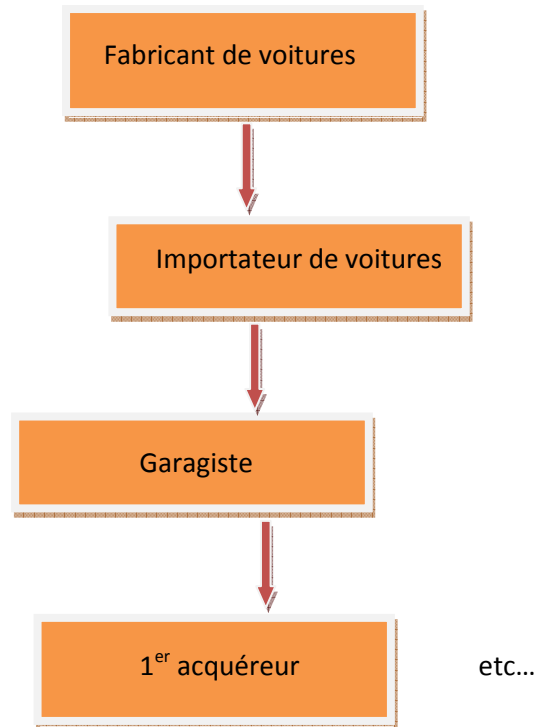 Fabricant de voitures
Importateur de voitures
Garagiste
1er acquéreur etc…